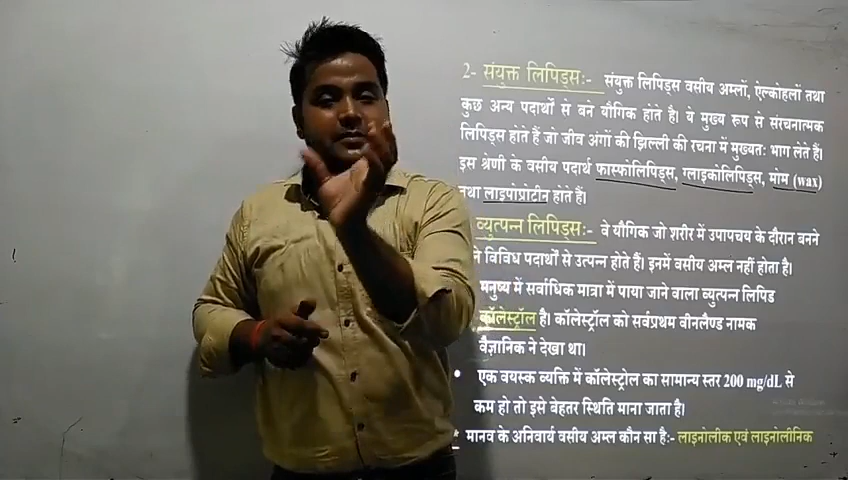 2- संयुक्त लिपिड्स:- संयुक्त लिपिड्स वसीय अम्लों, ऐल्कोहलों तथा
कुछ अन्य पदार्थों से बने यौगिक होते है। ये मुख्य रूप से संरचनात्मक
लिपिड्स होते हैं जो जीव अंगों की झिल्ली की रचना में मुख्यतः भाग लेते हैं।
इस श्रेणी के वसीय पदार्थ फास्फोलिपिड्स, ग्लाइकोलिपिड्स, मोम (wax)
तथा लाइपोप्रोटीन होते हैं।
व्युत्पन्न लिपिड्स:- वे यौगिक जो शरीर में उपापचय के दौरान बनने
विविध पदार्थों से उत्पन्न होते हैं। इनमें वसीय अम्ल नहीं होता है।
मनुष्य में सर्वाधिक मात्रा में पाया जाने वाला व्युत्पन्न लिपिड
कॉलेस्ट्रॉल है। कॉलेस्ट्रॉल को सर्वप्रथम वीनलैण्ड नामक
वैज्ञानिक ने देखा था।
• एक वयस्क व्यक्ति में कॉलेस्ट्रोल का सामान्य स्तर 200 mg/dL से
कम हो तो इसे बेहतर स्थिति माना जाता है।
* मानव के अनिवार्य वसीय अम्ल कौन सा है:- लाइनोलीक एवं लाइनोलीनिक